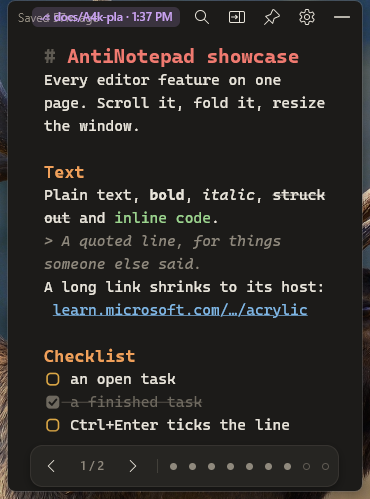 Saved
docs/A4k-pla · 1:37 PM
# AntiNotepad showcase
Every editor feature on one
page. Scroll it, fold it, resize
the window.
Text
Plain text, bold, italic, struck
out and inline code.
> A quoted line, for things
someone else said.
A long link shrinks to its host:
learn.microsoft.com/…/acrylic
Checklist
an open task
a finished task
Ctrl+Enter ticks the line
1/2